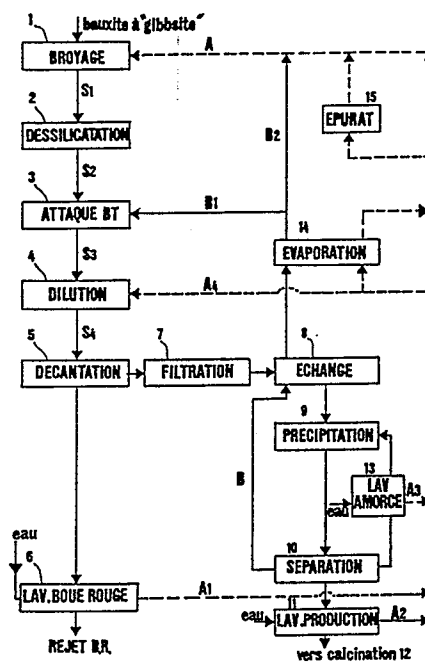 bauxite à "gibbsite"
1
BROYAGE
A
S1
2
DESSILICATATION
15
EPURAT
B2
S2
3
ATTAQUE BT
B1
S3
14
EVAPORATION
4
DILUTION
A4
S4
5
DECANTATION
7
FILTRATION
8
ECHANGE
9
PRECIPITATION
13
LAV
AMORCE
A3
eau
B
10
SEPARATION
eau
6
LAV. BOUE ROUGE
A1
11
eau
LAV. PRODUCTION
A2
REJET B.R.
vers calcination 12